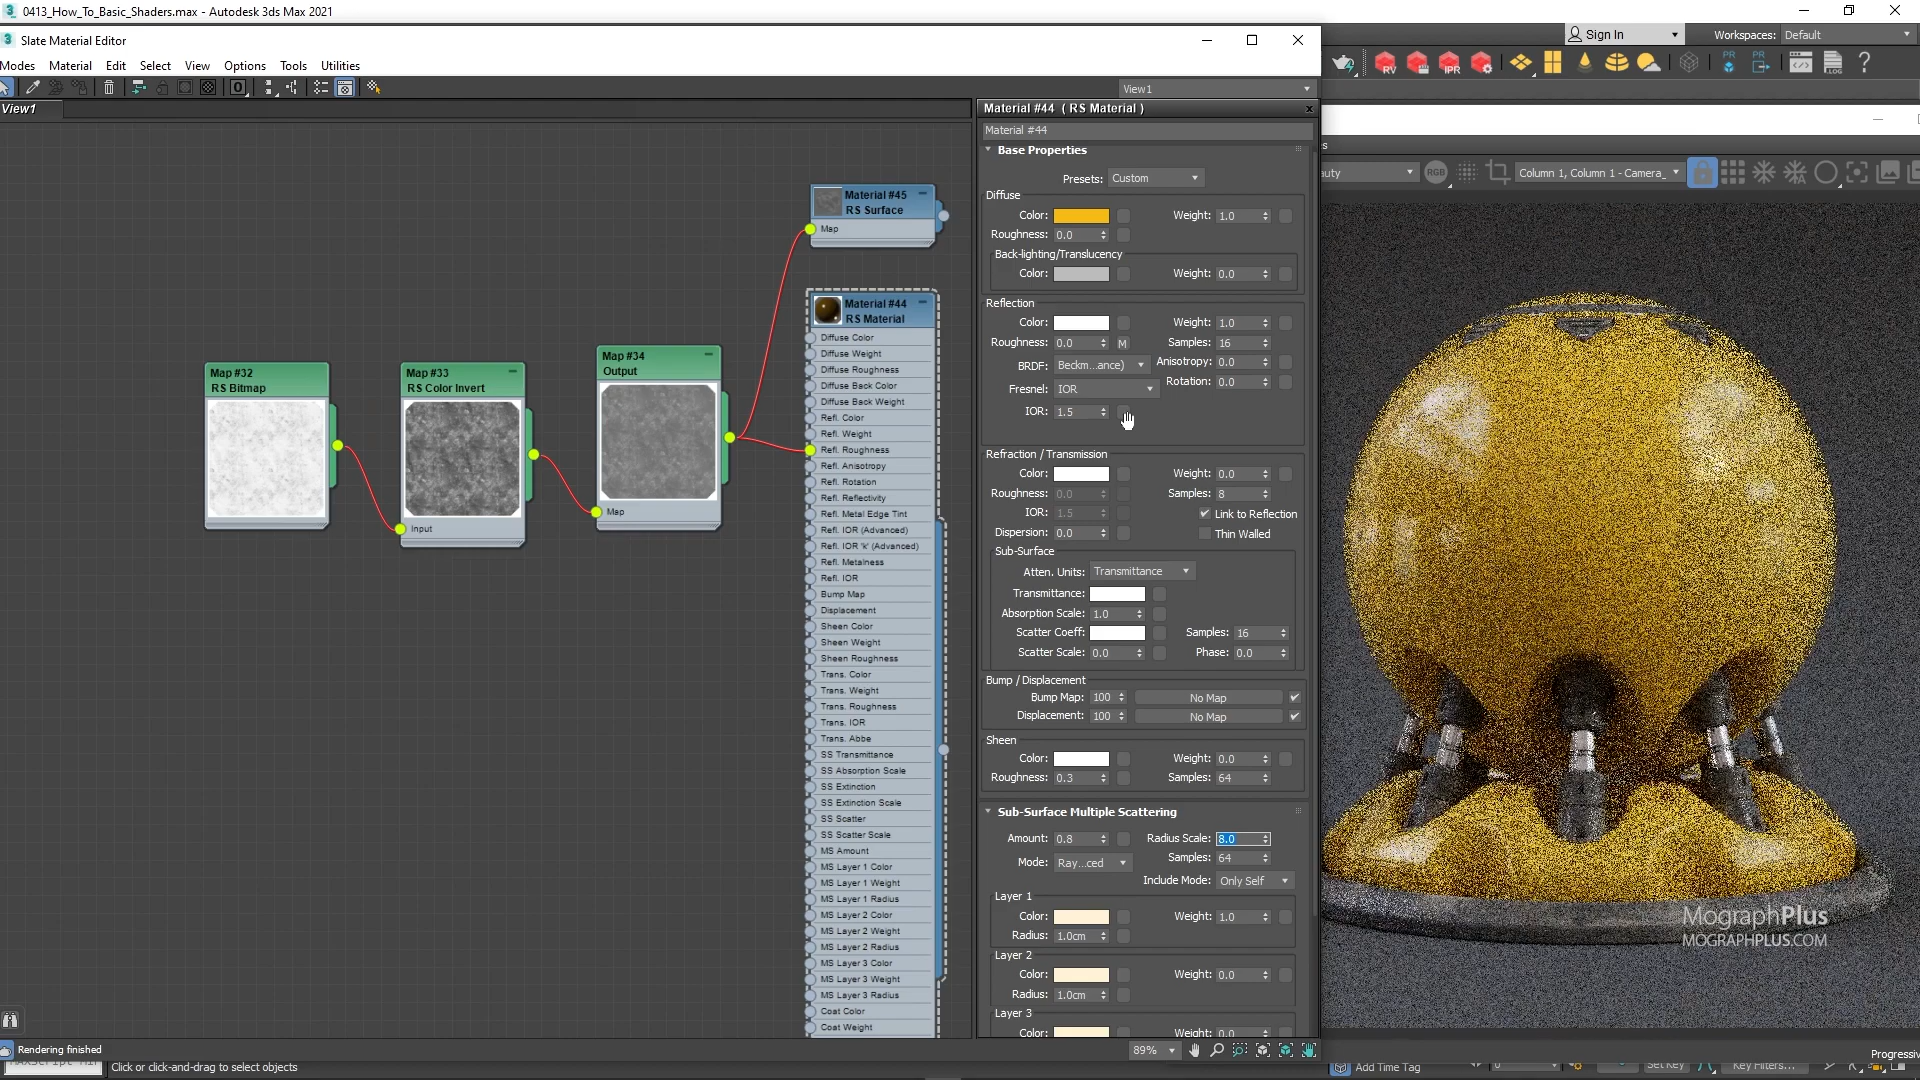 0413_How_To_Basic_Shaders.max - Autodesk 3ds Max 2021
Slate Material Editor
Sign In
Workspaces: Default
Modes Material Edit Select View Options Tools Utilities
RV IPR PR PR LOG ?
View1
View1
Material #44 ( RS Material )
Material #44
Base Properties
Presets: Custom
Diffuse
Color: Weight: 1.0
Roughness: 0.0
Back-lighting/Translucency
Color: Weight: 0.0
Reflection
Color: Weight: 1.0
Roughness: 0.0 M Samples: 16
BRDF: Beckm...ance) Anisotropy: 0.0
Fresnel: IOR Rotation: 0.0
IOR: 1.5
Refraction / Transmission
Color: Weight: 0.0
Roughness: 0.0 Samples: 8
IOR: 1.5 Link to Reflection
Dispersion: 0.0 Thin Walled
Sub-Surface
Atten. Units: Transmittance
Transmittance:
Absorption Scale: 1.0
Scatter Coeff: Samples: 16
Scatter Scale: 0.0 Phase: 0.0
Bump / Displacement
Bump Map: 100 No Map
Displacement: 100 No Map
Sheen
Color: Weight: 0.0
Roughness: 0.3 Samples: 64
Sub-Surface Multiple Scattering
Amount: 0.8 Radius Scale: 8.0
Mode: Ray...ced Samples: 64
Include Mode: Only Self
Layer 1
Color: Weight: 1.0
Radius: 1.0cm
Layer 2
Color: Weight: 0.0
Radius: 1.0cm
Layer 3
Color: Weight: 0.0
Material #45
RS Surface
Map
Material #44
RS Material
Diffuse Color
Diffuse Weight
Diffuse Roughness
Diffuse Back Color
Diffuse Back Weight
Refl. Color
Refl. Weight
Refl. Roughness
Refl. Anisotropy
Refl. Rotation
Refl. Reflectivity
Refl. Metal Edge Tint
Refl. IOR (Advanced)
Refl. IOR 'k' (Advanced)
Refl. Metalness
Refl. IOR
Bump Map
Displacement
Sheen Color
Sheen Weight
Sheen Roughness
Trans. Color
Trans. Weight
Trans. Roughness
Trans. IOR
Trans. Abbe
SS Transmittance
SS Absorption Scale
SS Extinction
SS Extinction Scale
SS Scatter
SS Scatter Scale
MS Amount
MS Layer 1 Color
MS Layer 1 Weight
MS Layer 1 Radius
MS Layer 2 Color
MS Layer 2 Weight
MS Layer 2 Radius
MS Layer 3 Color
MS Layer 3 Weight
MS Layer 3 Radius
Coat Color
Coat Weight
Map #32
RS Bitmap
Map #33
RS Color Invert
Input
Map #34
Output
Map
auty RGB Column 1, Column 1 - Camera_
MographPlus
MOGRAPHPLUS.COM
Rendering finished
89%
Progressiv
Click or click-and-drag to select objects
Add Time Tag
Set Key
Key Filters...